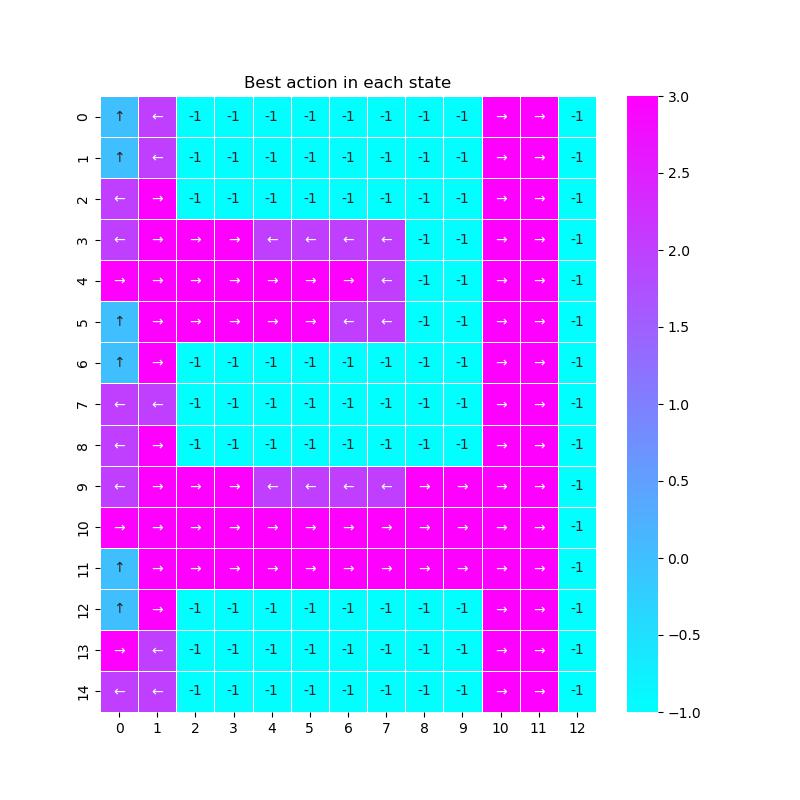 Best action in each state
0 ↑ ← -1 -1 -1 -1 -1 -1 -1 -1 → → -1
1 ↑ ← -1 -1 -1 -1 -1 -1 -1 -1 → → -1
2 ← → -1 -1 -1 -1 -1 -1 -1 -1 → → -1
3 ← → → → ← ← ← ← -1 -1 → → -1
4 → → → → → → → ← -1 -1 → → -1
5 ↑ → → → → → ← ← -1 -1 → → -1
6 ↑ → -1 -1 -1 -1 -1 -1 -1 -1 → → -1
7 ← ← -1 -1 -1 -1 -1 -1 -1 -1 → → -1
8 ← → -1 -1 -1 -1 -1 -1 -1 -1 → → -1
9 ← → → → ← ← ← ← → → → → -1
10 → → → → → → → → → → → → -1
11 ↑ → → → → → → → → → → → -1
12 ↑ → -1 -1 -1 -1 -1 -1 -1 -1 → → -1
13 → ← -1 -1 -1 -1 -1 -1 -1 -1 → → -1
14 ← ← -1 -1 -1 -1 -1 -1 -1 -1 → → -1
0 1 2 3 4 5 6 7 8 9 10 11 12
3.0
2.5
2.0
1.5
1.0
0.5
0.0
−0.5
−1.0